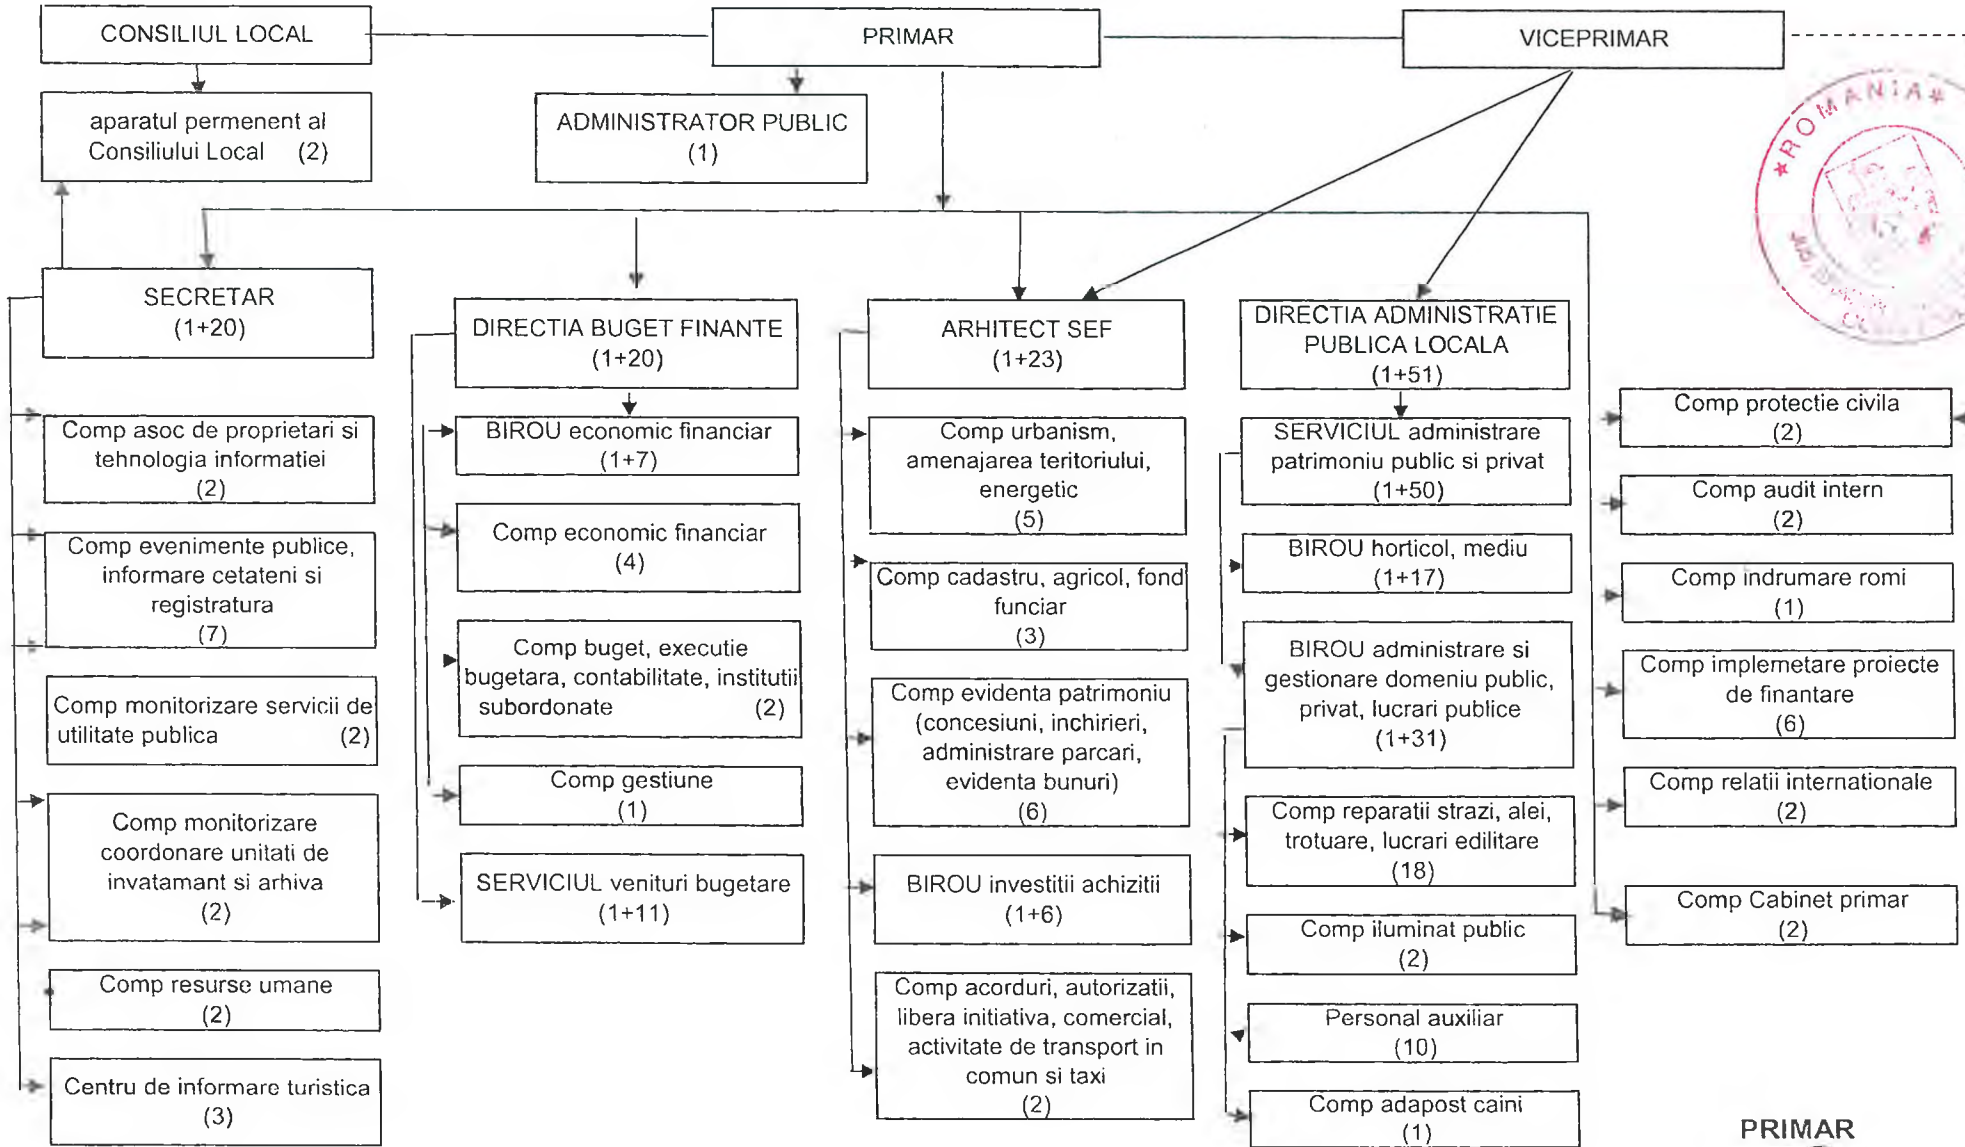 CONSILIUL LOCAL
PRIMAR
VICEPRIMAR
aparatul permenent al
Consiliului Local (2)
ADMINISTRATOR PUBLIC
(1)
★ROMANIA✳
SECRETAR
(1+20)
Comp asoc de proprietari si
tehnologia informatiei
(2)
Comp evenimente publice,
informare cetateni si
registratura
(7)
Comp monitorizare servicii de
utilitate publica (2)
Comp monitorizare
coordonare unitati de
invatamant si arhiva
(2)
Comp resurse umane
(2)
Centru de informare turistica
(3)
DIRECTIA BUGET FINANTE
(1+20)
BIROU economic financiar
(1+7)
Comp economic financiar
(4)
Comp buget, executie
bugetara, contabilitate, institutii
subordonate (2)
Comp gestiune
(1)
SERVICIUL venituri bugetare
(1+11)
ARHITECT SEF
(1+23)
Comp urbanism,
amenajarea teritoriului,
energetic
(5)
Comp cadastru, agricol, fond
funciar
(3)
Comp evidenta patrimoniu
(concesiuni, inchirieri,
administrare parcari,
evidenta bunuri)
(6)
BIROU investitii achizitii
(1+6)
Comp acorduri, autorizatii,
libera initiativa, comercial,
activitate de transport in
comun si taxi
(2)
DIRECTIA ADMINISTRATIE
PUBLICA LOCALA
(1+51)
SERVICIUL administrare
patrimoniu public si privat
(1+50)
BIROU horticol, mediu
(1+17)
BIROU administrare si
gestionare domeniu public,
privat, lucrari publice
(1+31)
Comp reparatii strazi, alei,
trotuare, lucrari edilitare
(18)
Comp iluminat public
(2)
Personal auxiliar
(10)
Comp adapost caini
(1)
Comp protectie civila
(2)
Comp audit intern
(2)
Comp indrumare romi
(1)
Comp implemetare proiecte
de finantare
(6)
Comp relatii internationale
(2)
Comp Cabinet primar
(2)
PRIMAR